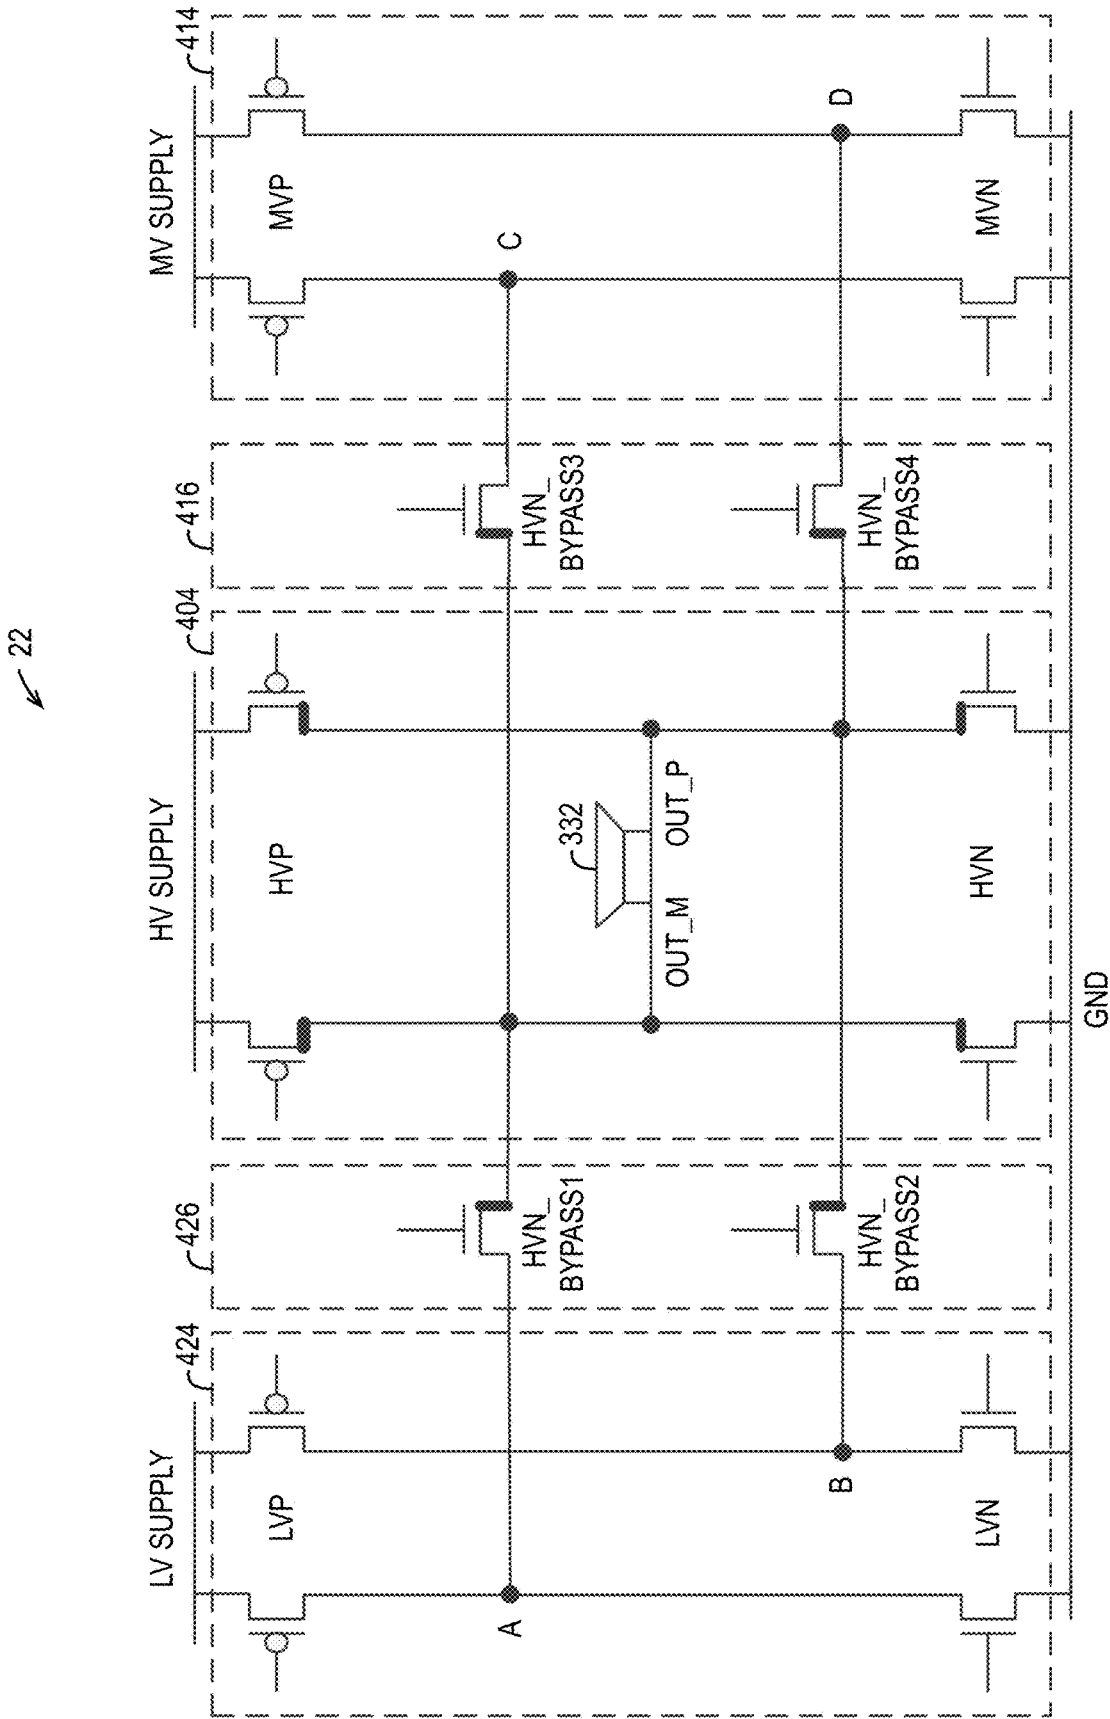 22
LV SUPPLY
424
426
HV SUPPLY
404
416
MV SUPPLY
414
LVP
HVP
MVP
A
HVN_
BYPASS1
HVN_
BYPASS3
C
332
OUT_M
OUT_P
B
HVN_
BYPASS2
HVN_
BYPASS4
D
LVN
HVN
MVN
GND